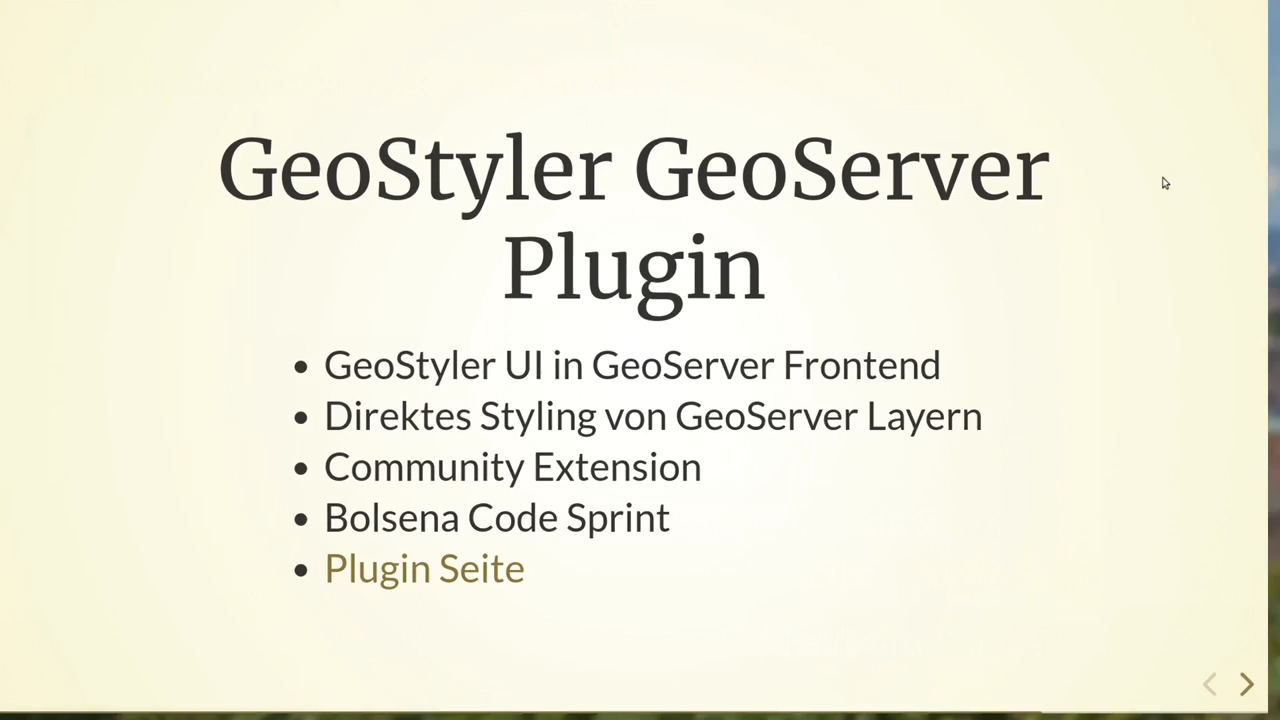 GeoStyler GeoServer
Plugin
GeoStyler UI in GeoServer Frontend
Direktes Styling von GeoServer Layern
Community Extension
Bolsena Code Sprint
Plugin Seite